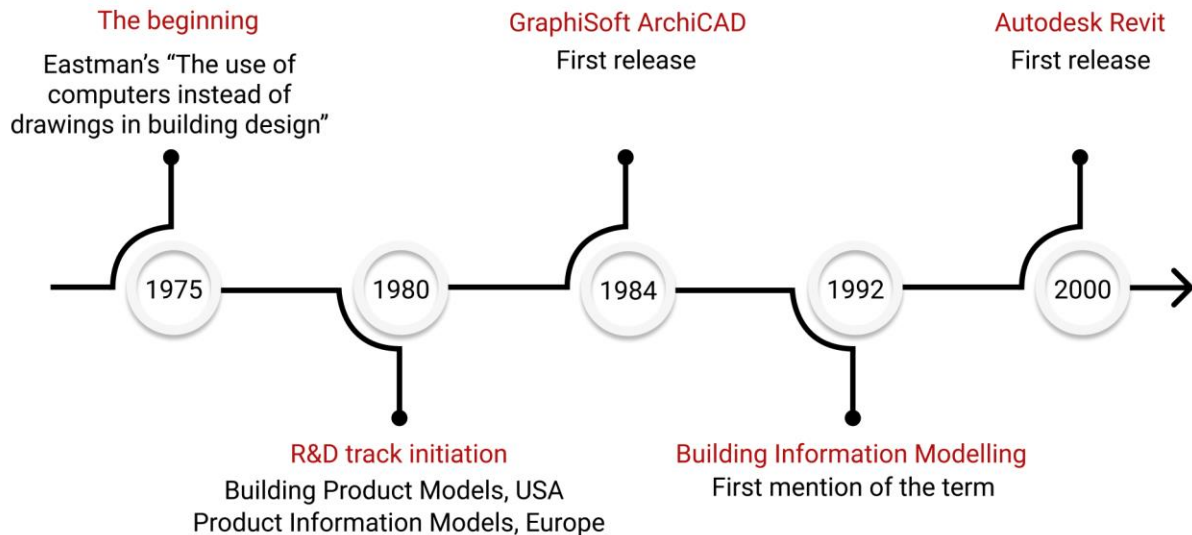 The beginning
Eastman’s “The use of
computers instead of
drawings in building design”
GraphiSoft ArchiCAD
First release
Autodesk Revit
First release
1975
1980
1984
1992
2000
R&D track initiation
Building Product Models, USA
Product Information Models, Europe
Building Information Modelling
First mention of the term